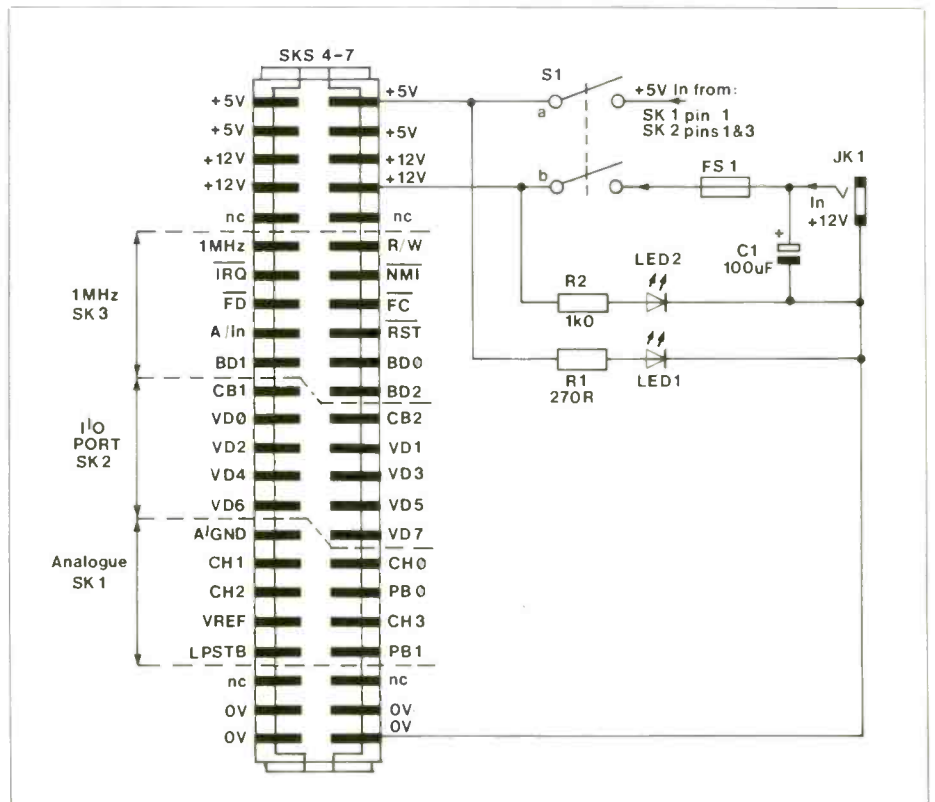 SKS 4-7
+5V +5V
+5V +5V
+12V +12V
+12V +12V
nc nc
1MHz R/W
IRQ NMI
FD FC
A/In RST
BD1 BD0
CB1 BD2
VD0 CB2
VD2 VD1
VD4 VD3
VD6 VD5
A'GND VD7
CH1 CH0
CH2 PB0
VREF CH3
LPSTB PB1
nc nc
0V 0V
0V 0V
1MHz
SK3
I'O
PORT
SK2
Analogue
SK1
S1
a
b
+5V In from:
SK 1 pin 1
SK 2 pins 1&3
FS 1
JK 1
In
+12V
+
C1
100uF
LED2
R2
1k0
LED1
R1
270R